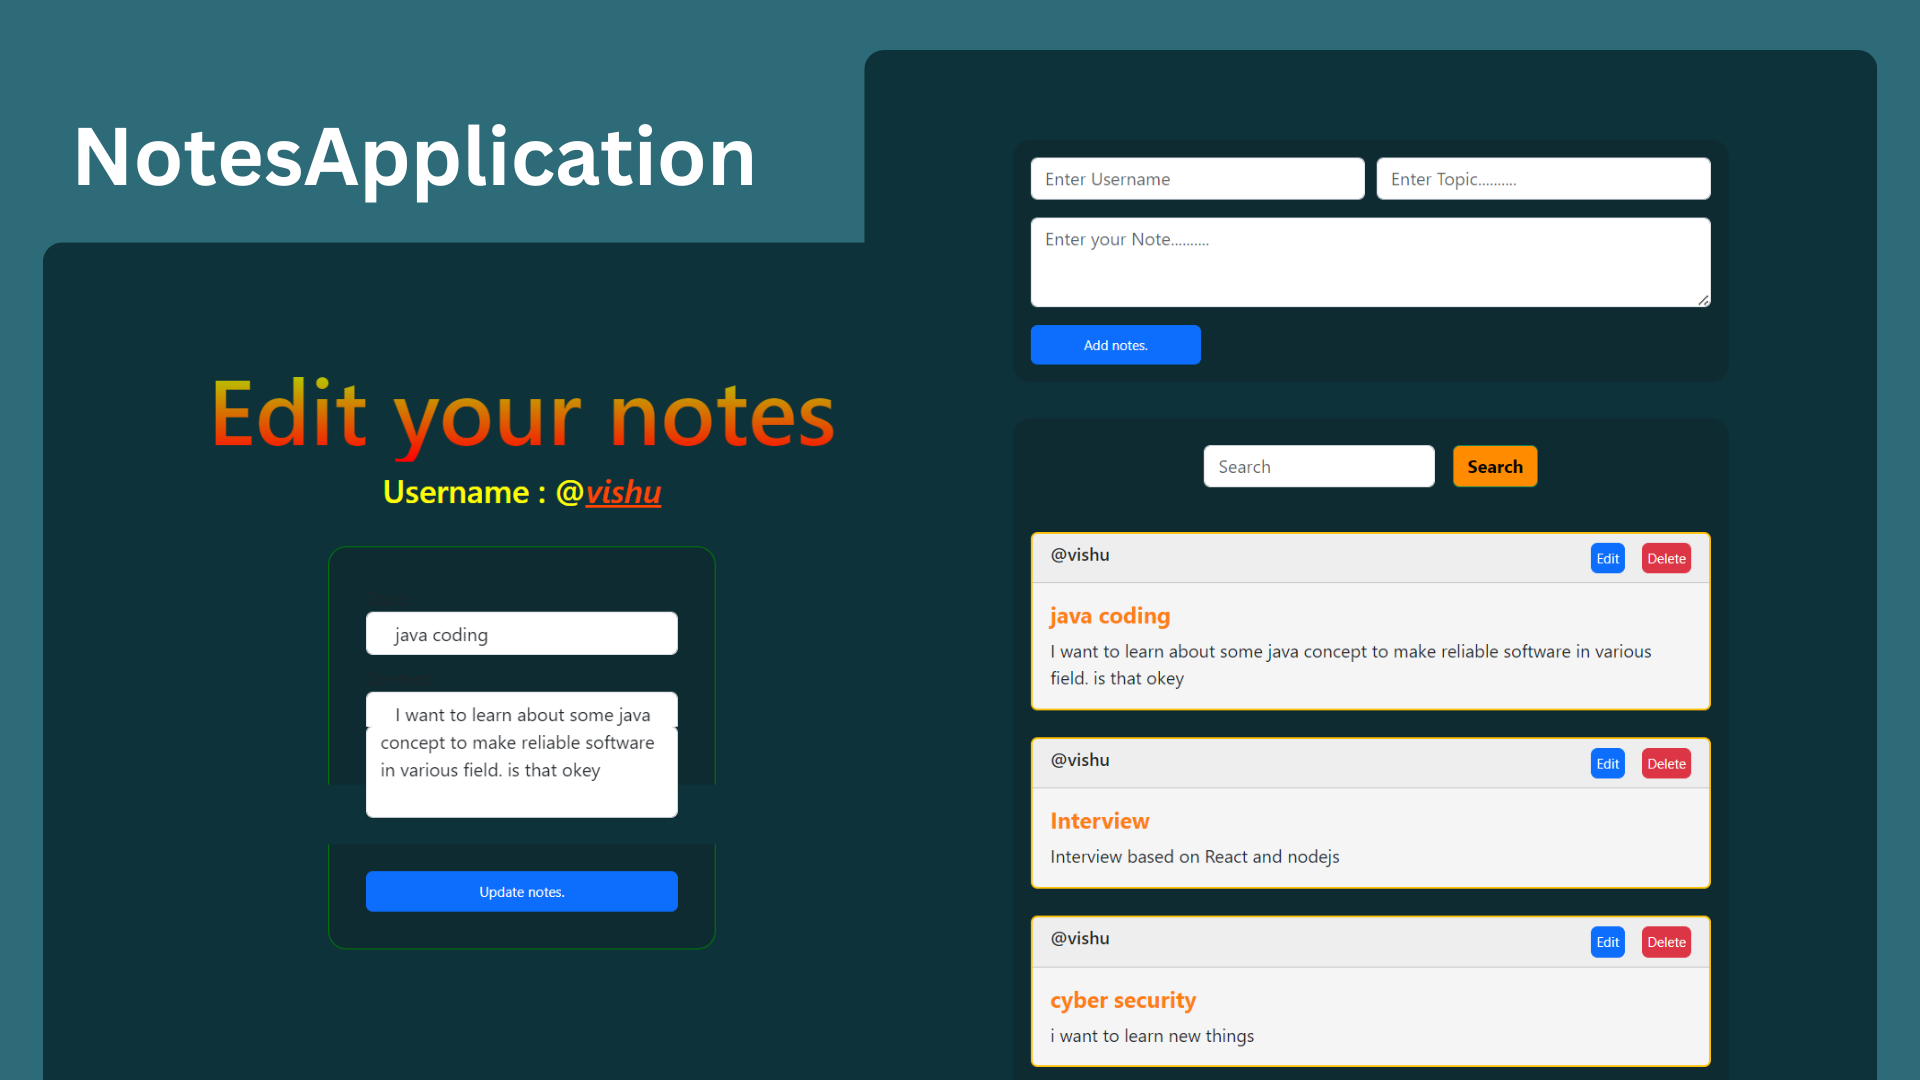 NotesApplication
Edit your notes
Username : @vishu
java coding
I want to learn about some java
concept to make reliable software
in various field. is that okey
Update notes.
Enter Username
Enter Topic..........
Enter your Note..........
Add notes.
Search
Search
@vishu
Edit
Delete
java coding
I want to learn about some java concept to make reliable software in various
field. is that okey
@vishu
Edit
Delete
Interview
Interview based on React and nodejs
@vishu
Edit
Delete
cyber security
i want to learn new things